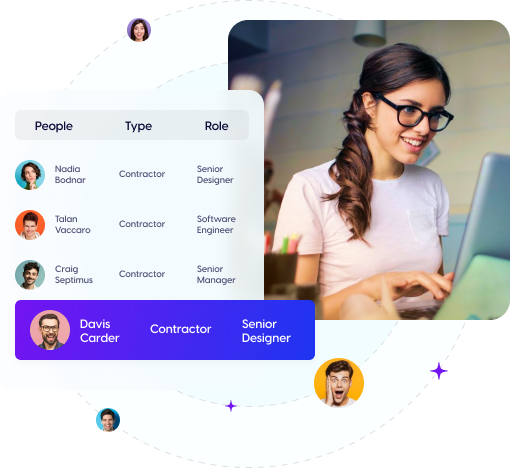 People Type Role
Nadia Bodnar Contractor Senior Designer
Talan Vaccaro Contractor Software Engineer
Craig Septimus Contractor Senior Manager
Davis Carder Contractor Senior Designer